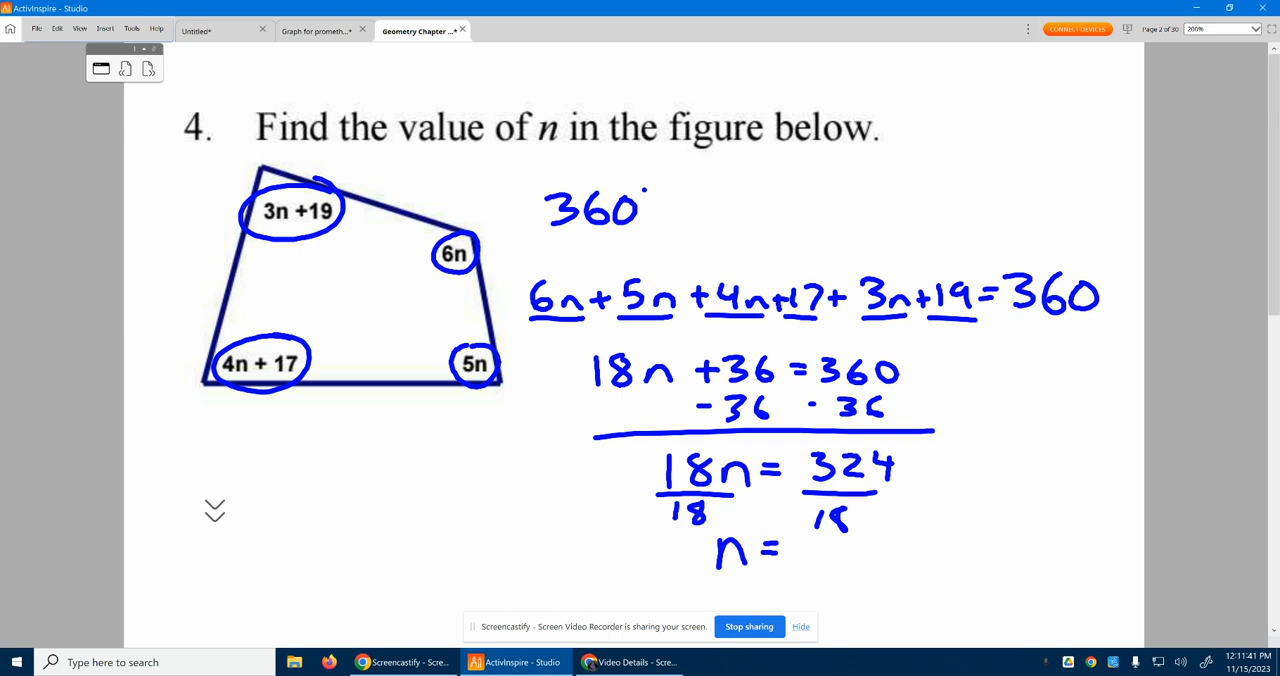 ActivInspire - Studio
File Edit View Insert Tools Help
Untitled*
Graph for prometh...*
Geometry Chapter ...*
CONNECT DEVICES
Page 2 of 30
200%
4. Find the value of n in the figure below.
3n +19
6n
4n + 17
5n
360°
6n + 5n + 4n + 17 + 3n + 19 = 360
18n + 36 = 360
- 36 - 36
18n = 324
18 18
n =
Screencastify - Screen Video Recorder is sharing your screen.
Stop sharing
Hide
Type here to search
Screencastify - Scre...
ActivInspire - Studio
Video Details - Scre...
12:11:41 PM
11/15/2023